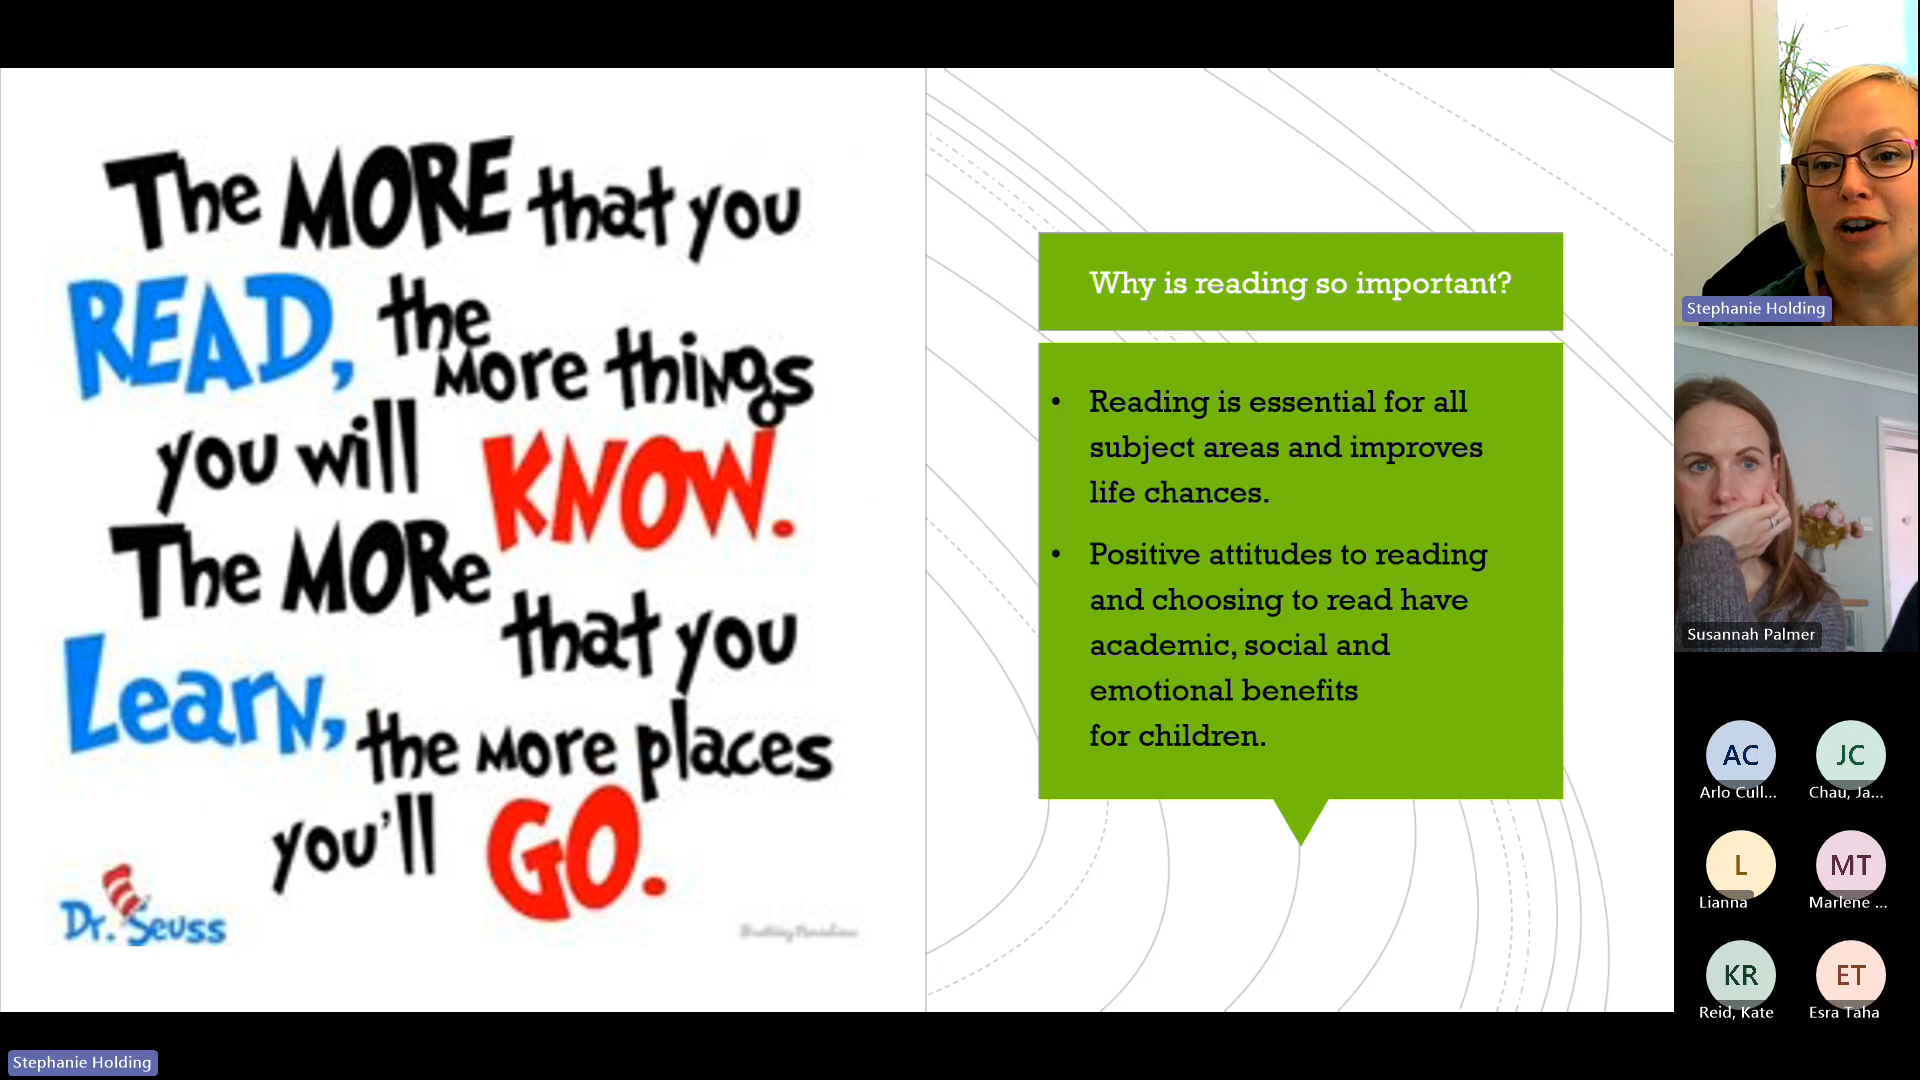 The MORE that you
READ, the
More things
you will KNOW.
The MORe
that you
Learn,
the More places
you'll GO.
Dr. Seuss
Why is reading so important?
• Reading is essential for all
subject areas and improves
life chances.
• Positive attitudes to reading
and choosing to read have
academic, social and
emotional benefits
for children.
Stephanie Holding
Susannah Palmer
AC
JC
Arlo Cull...
Chau, Ja...
L
MT
Lianna
Marlene ...
KR
ET
Reid, Kate
Esra Taha
Stephanie Holding